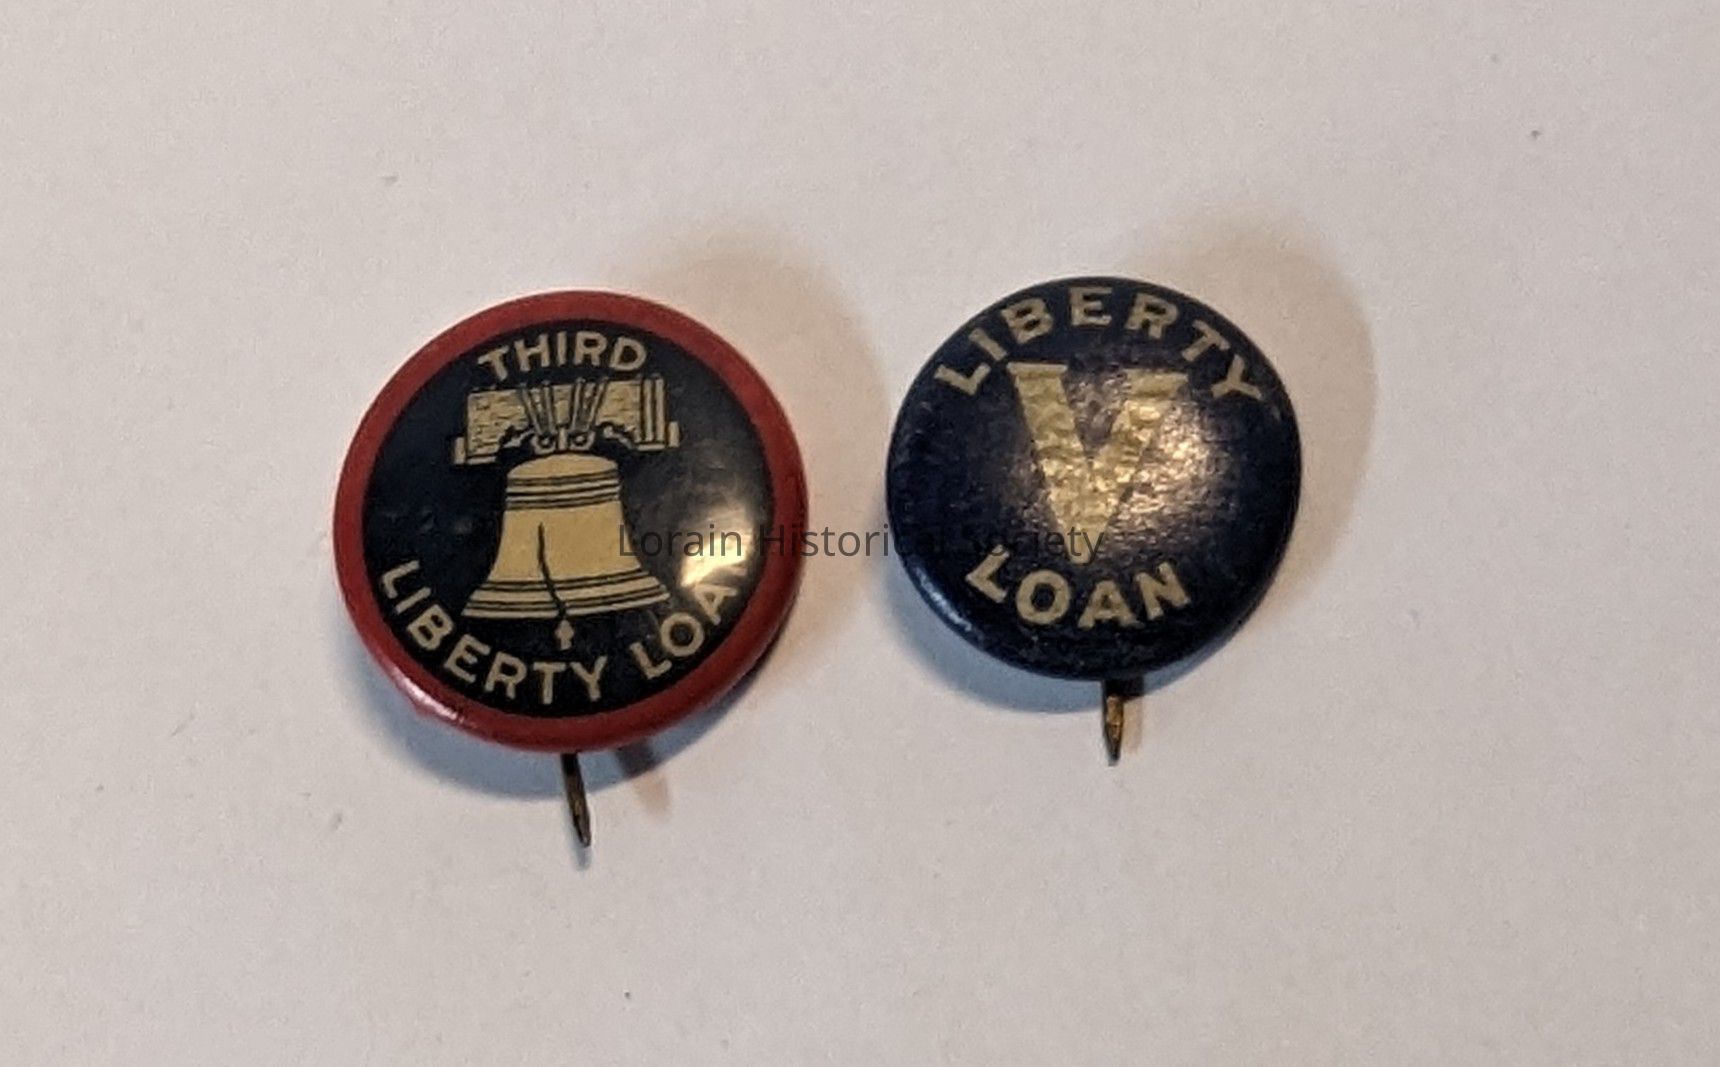 THIRD
LIBERTY LOAN
LIBERTY
V
LOAN
Lorain Historical Society